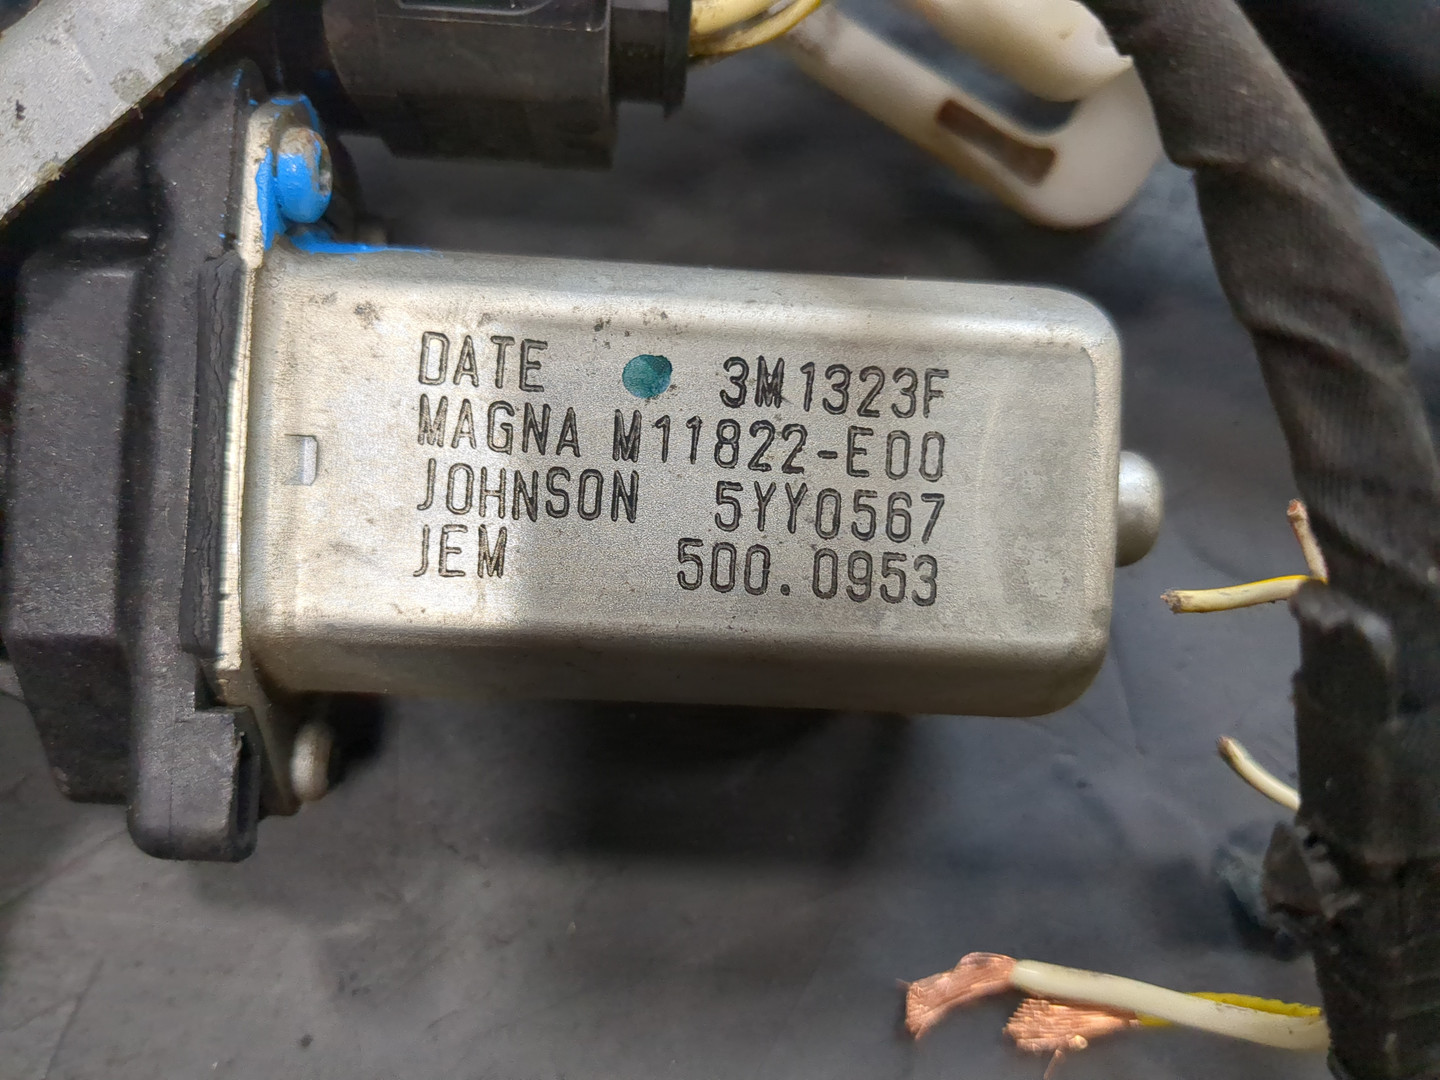 DATE 3M1323F
MAGNA M11822-E00
JOHNSON 5YY0567
JEM 500.0953